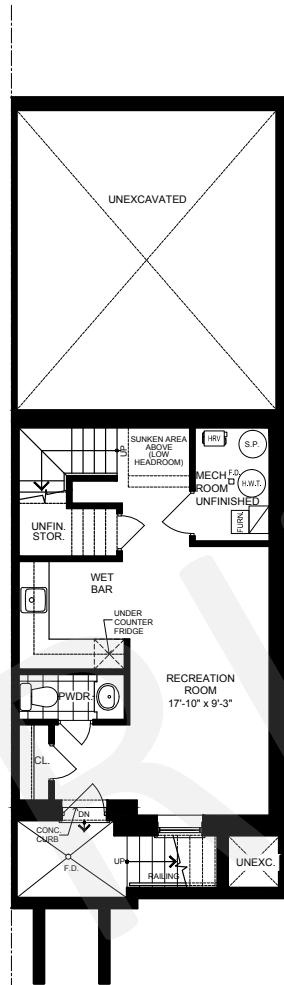 UNEXCAVATED
SUNKEN AREA
ABOVE
(LOW
HEADROOM)
UP
HRV
S.P.
MECH
F.D.
ROOM
UNFINISHED
H.W.T.
FURN.
UNFIN.
STOR.
WET
BAR
UNDER
COUNTER
FRIDGE
RECREATION
ROOM
17'-10" x 9'-3"
PWDR.
CL.
DN
CONC.
CURB
F.D.
UP
RAILING
UNEXC.